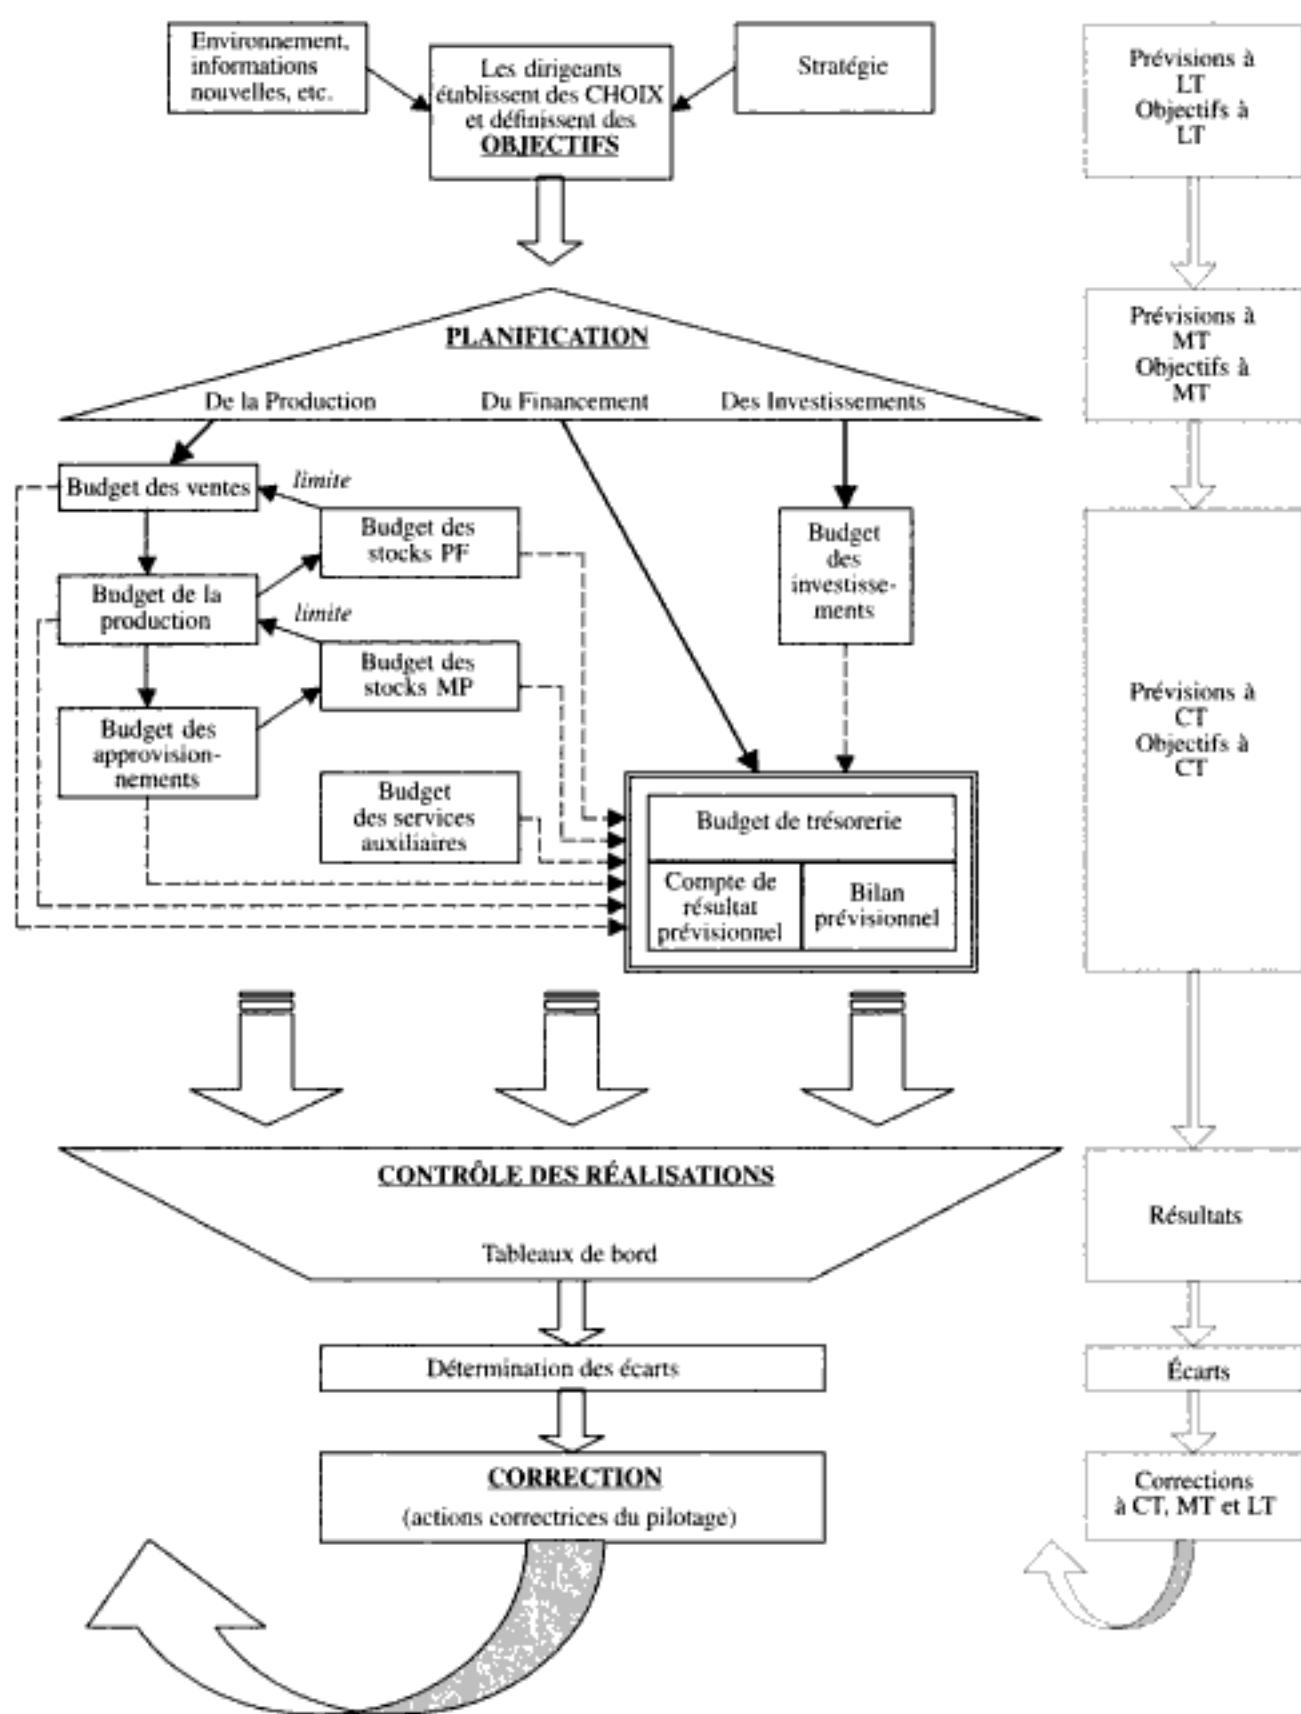 Environnement,
informations
nouvelles, etc.
Les dirigeants
établissent des CHOIX
et définissent des
OBJECTIFS
Stratégie
Prévisions à
LT
Objectifs à
LT
PLANIFICATION
De la Production
Du Financement
Des Investissements
Prévisions à
MT
Objectifs à
MT
Budget des ventes
limite
Budget des
stocks PF
Budget de la
production
limite
Budget des
stocks MP
Budget des
approvision-
nements
Budget
des services
auxiliaires
Budget
des
investisse-
ments
Budget de trésorerie
Compte de
résultat
prévisionnel
Bilan
prévisionnel
Prévisions à
CT
Objectifs à
CT
CONTRÔLE DES RÉALISATIONS
Tableaux de bord
Résultats
Détermination des écarts
Écarts
CORRECTION
(actions correctrices du pilotage)
Corrections
à CT, MT et LT